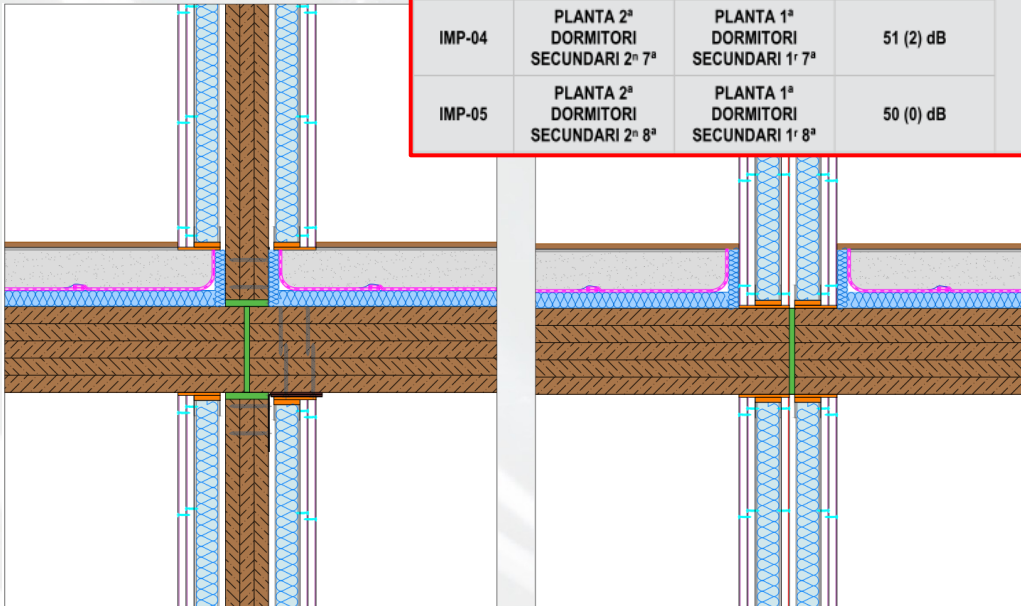 IMP-04
PLANTA 2ª
DORMITORI
SECUNDARI 2ⁿ 7ª
PLANTA 1ª
DORMITORI
SECUNDARI 1ʳ 7ª
51 (2) dB
IMP-05
PLANTA 2ª
DORMITORI
SECUNDARI 2ⁿ 8ª
PLANTA 1ª
DORMITORI
SECUNDARI 1ʳ 8ª
50 (0) dB